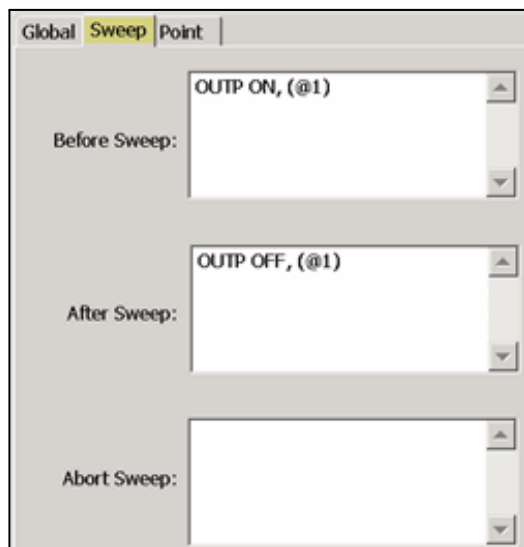 Global Sweep Point
Before Sweep:
OUTP ON, (@1)
After Sweep:
OUTP OFF, (@1)
Abort Sweep: